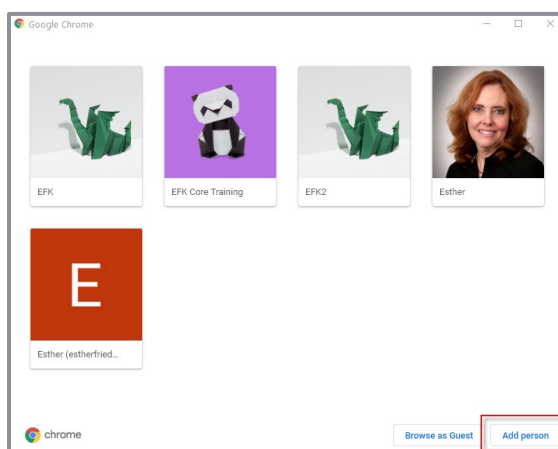 Google Chrome
EFK
EFK Core Training
EFK2
Esther
E
Esther (estherfried...
chrome
Browse as Guest
Add person